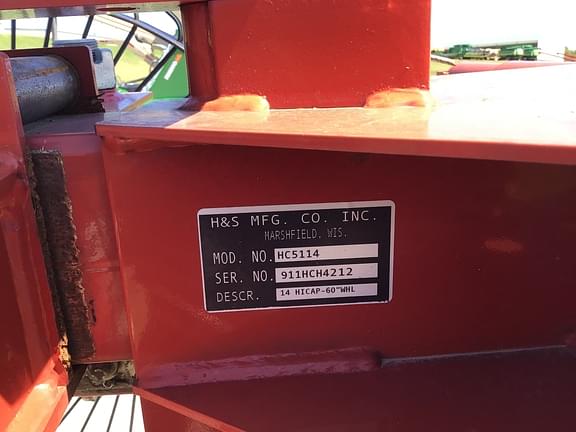 H&S MFG. CO. INC.
MARSHFIELD, WIS.
MOD. NO. HC5114
SER. NO. 911HCH4212
DESCR. 14 HICAP-60"WHL